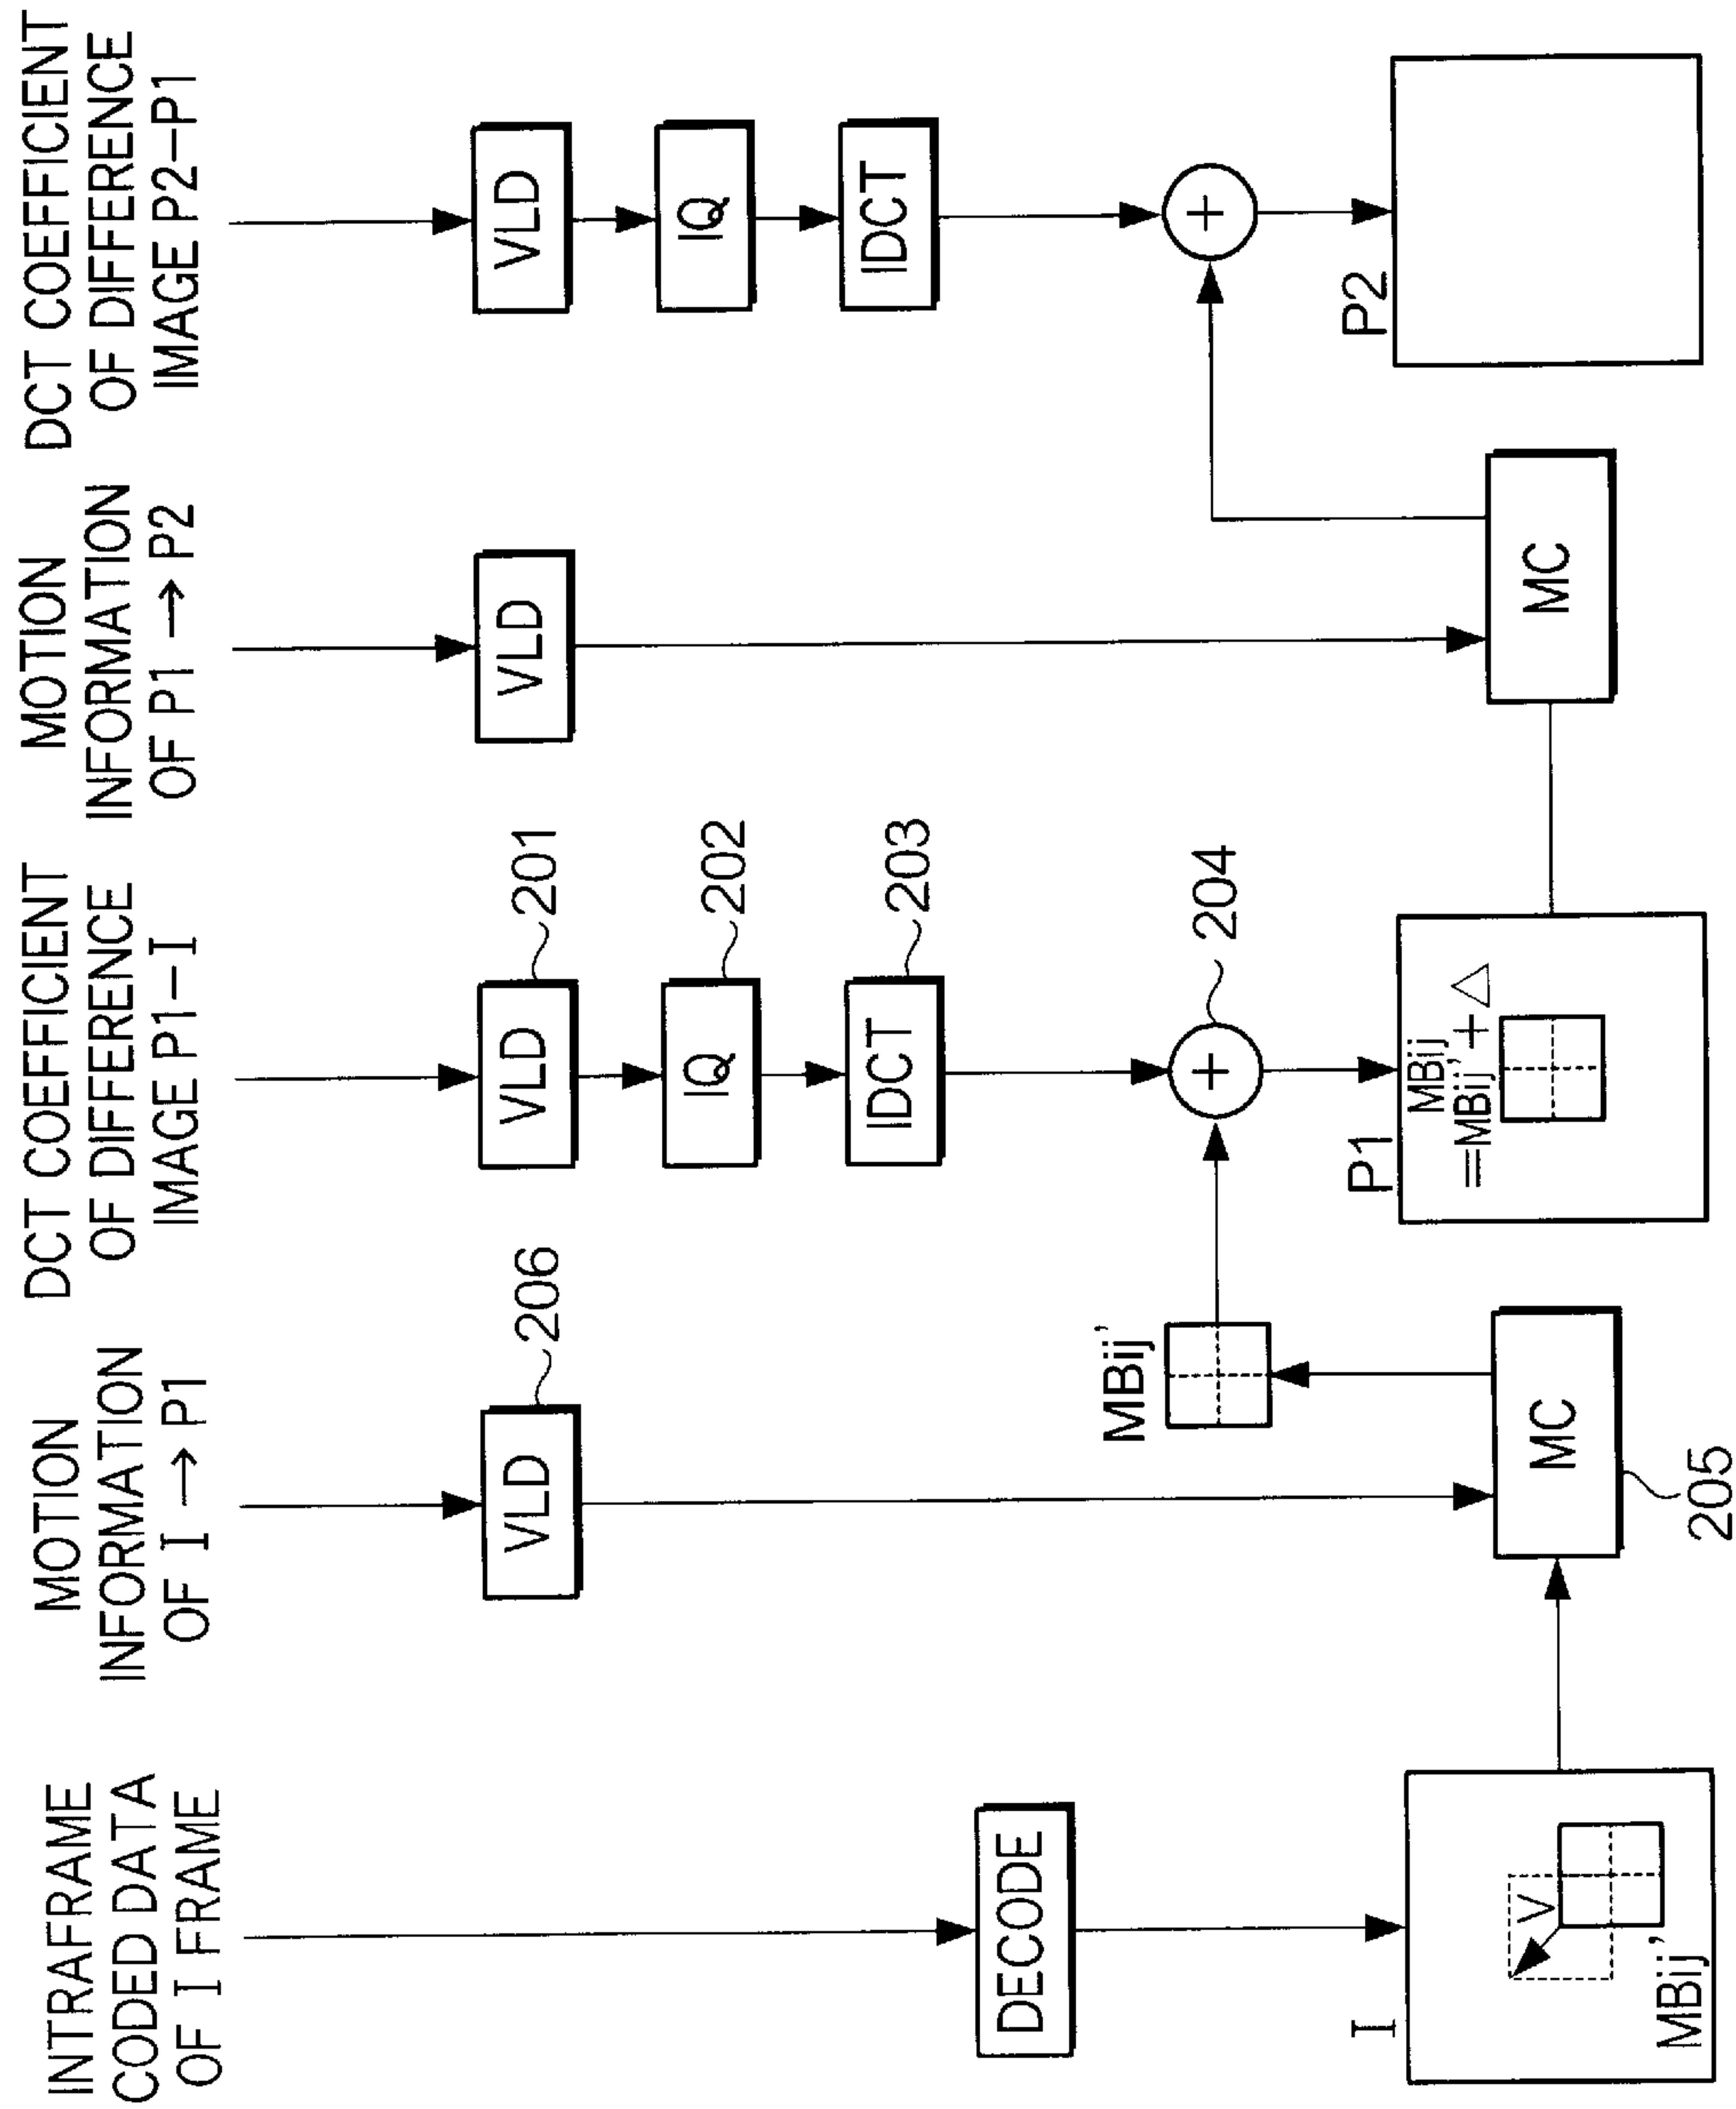 INTRAFRAME
CODED DATA
OF I FRAME
MOTION
INFORMATION
OF I → P1
DCT COEFFICIENT
OF DIFFERENCE
IMAGE P1−I
MOTION
INFORMATION
OF P1 → P2
DCT COEFFICIENT
OF DIFFERENCE
IMAGE P2−P1
VLD
206
VLD
201
VLD
VLD
IQ
202
IQ
DECODE
IDCT
203
IDCT
MBij'
+
204
+
I
V
MBij'
MC
205
P1
MBij
=MBij'+△
MC
P2